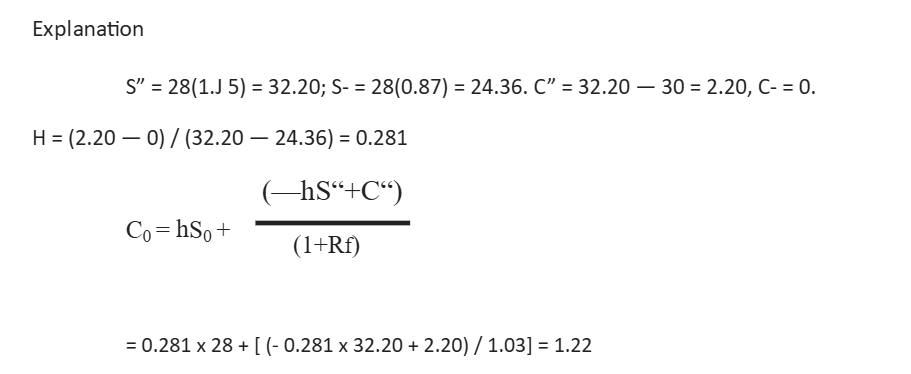 Explanation
S” = 28(1.J 5) = 32.20; S- = 28(0.87) = 24.36. C” = 32.20 — 30 = 2.20, C- = 0.
H = (2.20 — 0) / (32.20 — 24.36) = 0.281
(—hS“+C“)
C₀ = hS₀ +
(1+Rf)
= 0.281 x 28 + [ (- 0.281 x 32.20 + 2.20) / 1.03] = 1.22